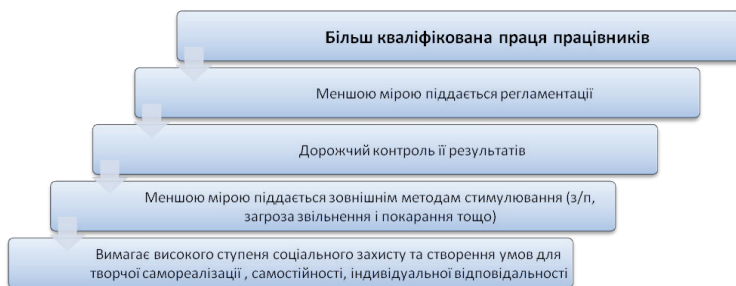 Більш кваліфікована праця працівників
Меншою мірою піддається регламентації
Дорожчий контроль її результатів
Меншою мірою піддається зовнішнім методам стимулювання (з/п,
загроза звільнення і покарання тощо)
Вимагає високого ступеня соціального захисту та створення умов для
творчої самореалізації , самостійності, індивідуальної відповідальності